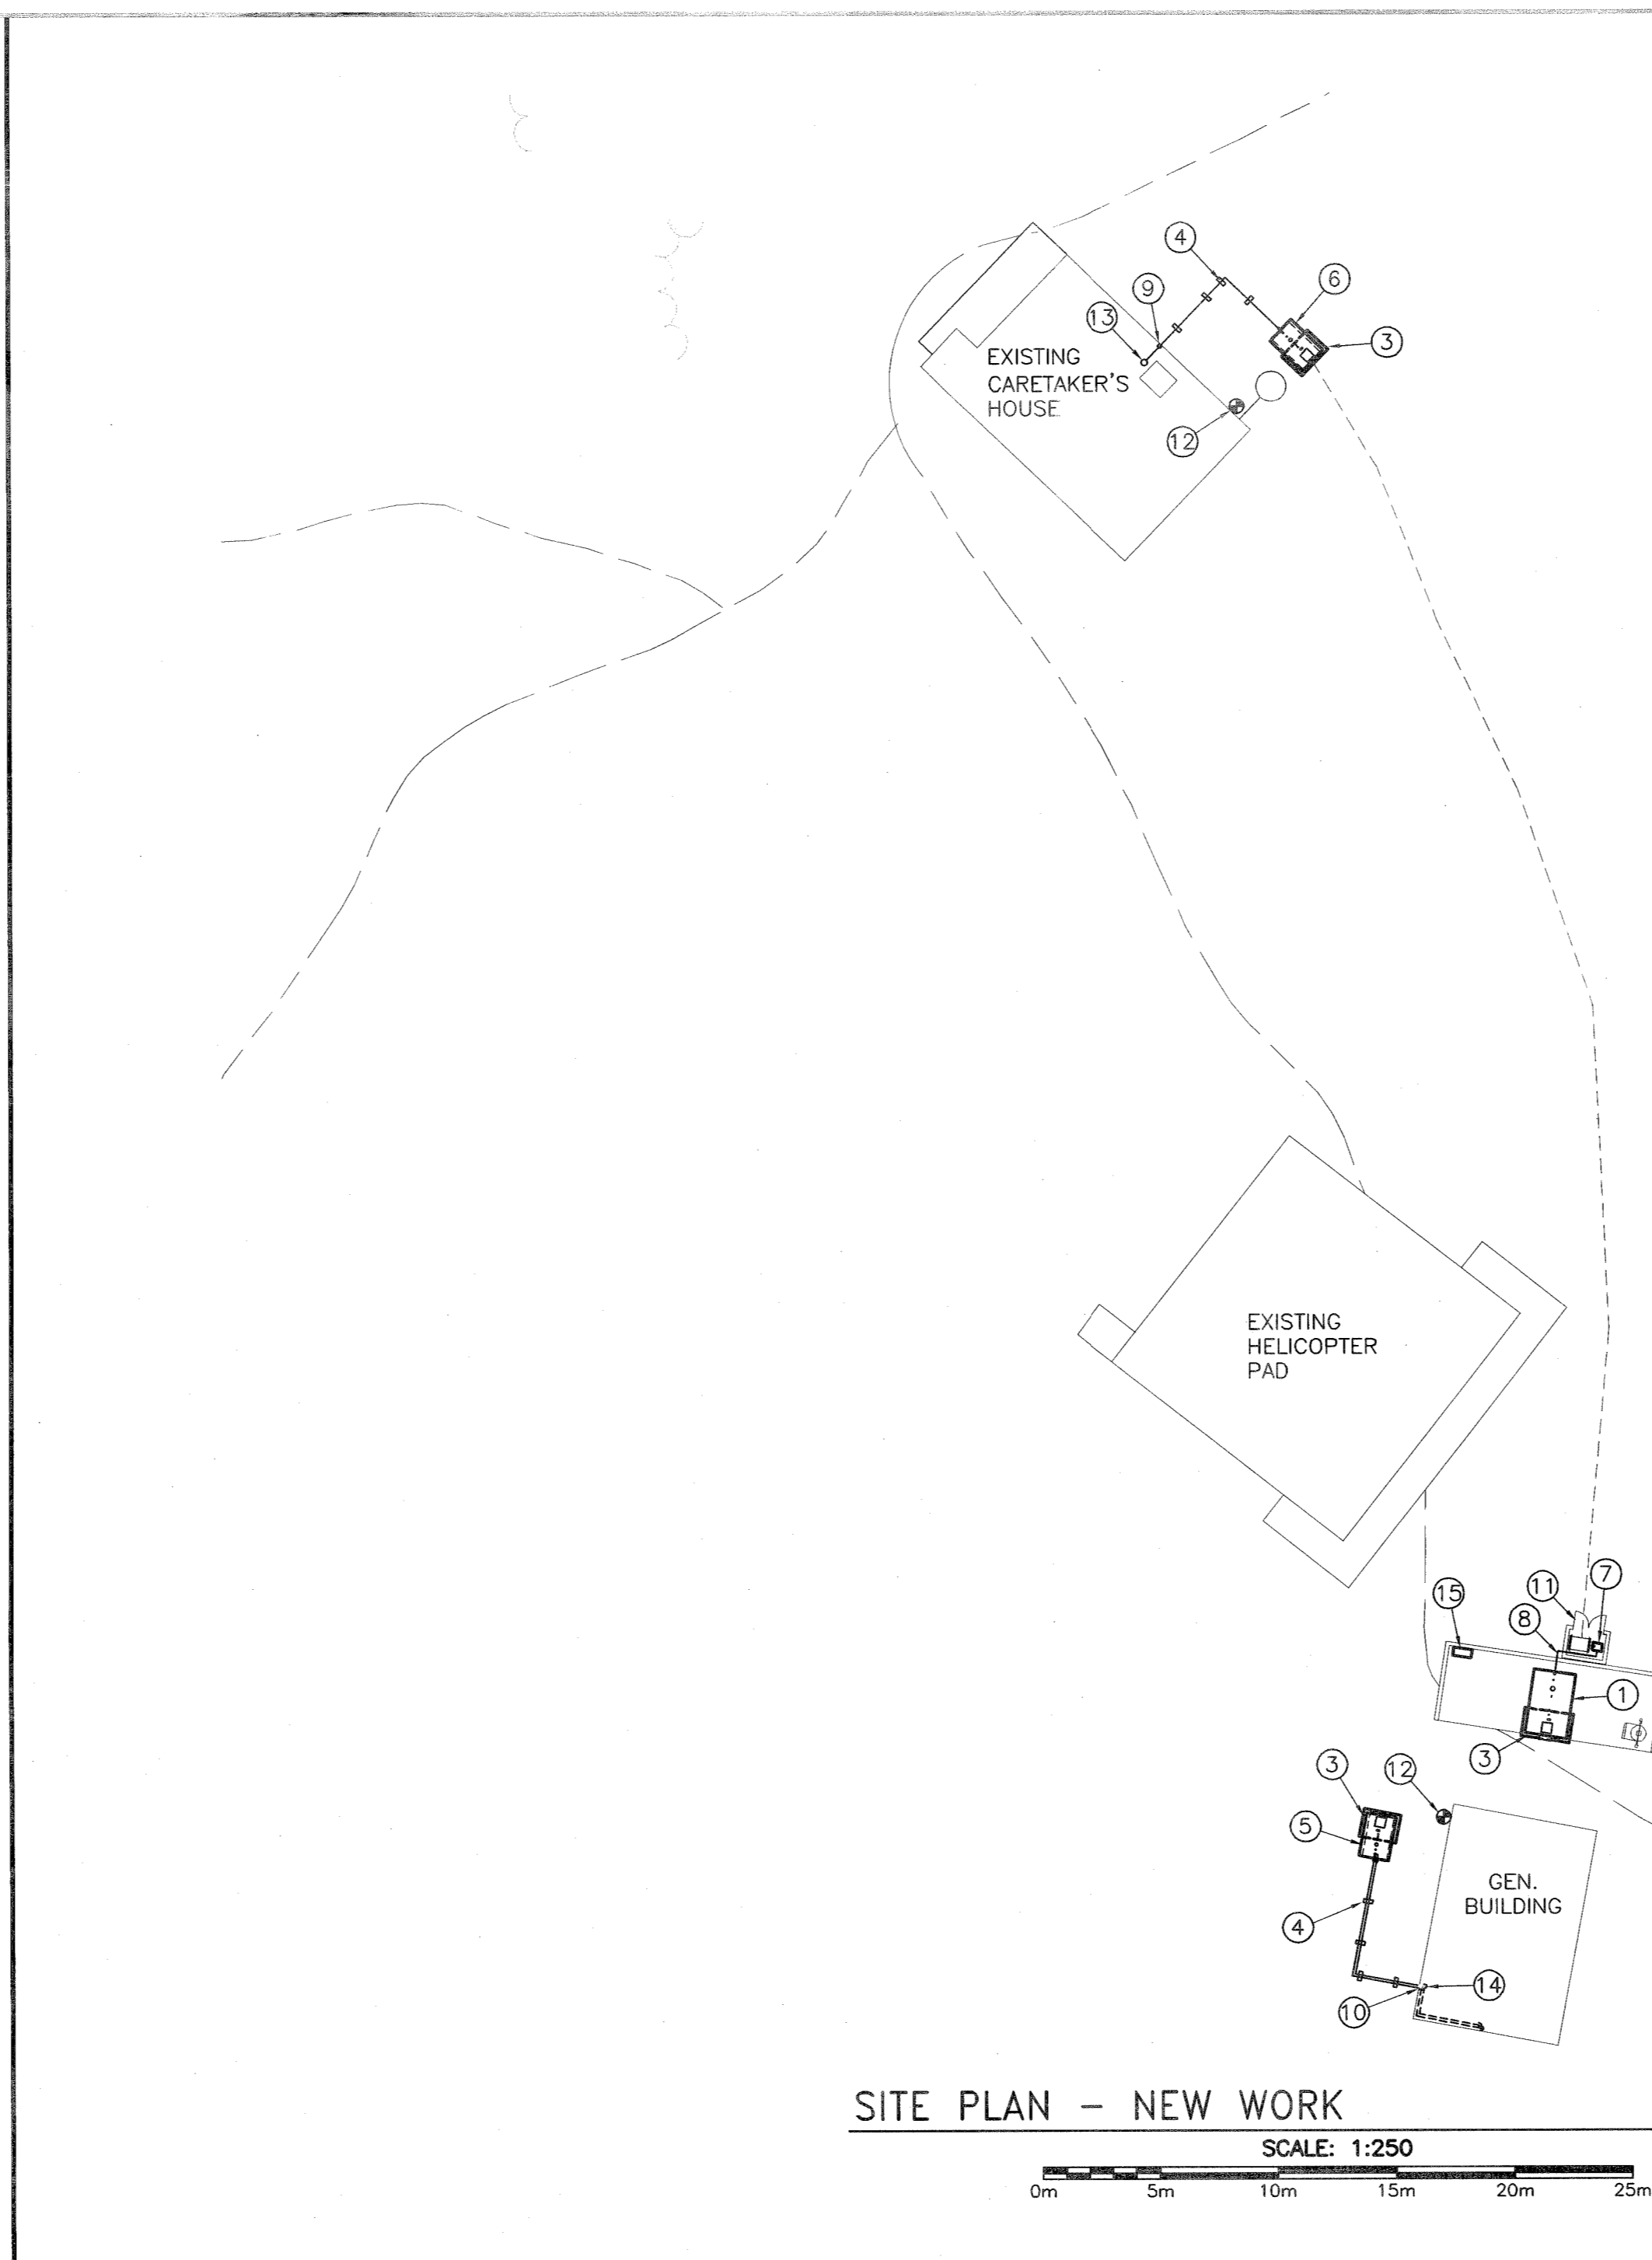 4
6
9
13
3
EXISTING
CARETAKER'S
HOUSE
12
EXISTING
HELICOPTER
PAD
7
11
15
8
1
3
3
12
5
GEN.
BUILDING
4
14
10
SITE PLAN – NEW WORK
SCALE: 1:250
0m 5m 10m 15m 20m 25m